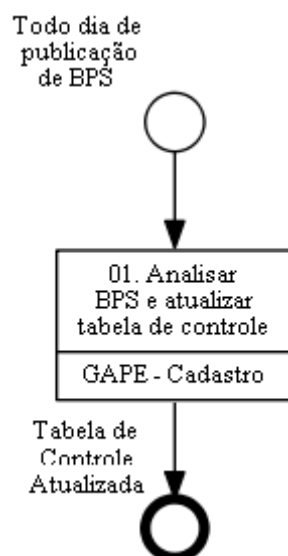 Todo dia de
publicação
de BPS
01. Analisar
BPS e atualizar
tabela de controle
GAPE - Cadastro
Tabela de
Controle
Atualizada